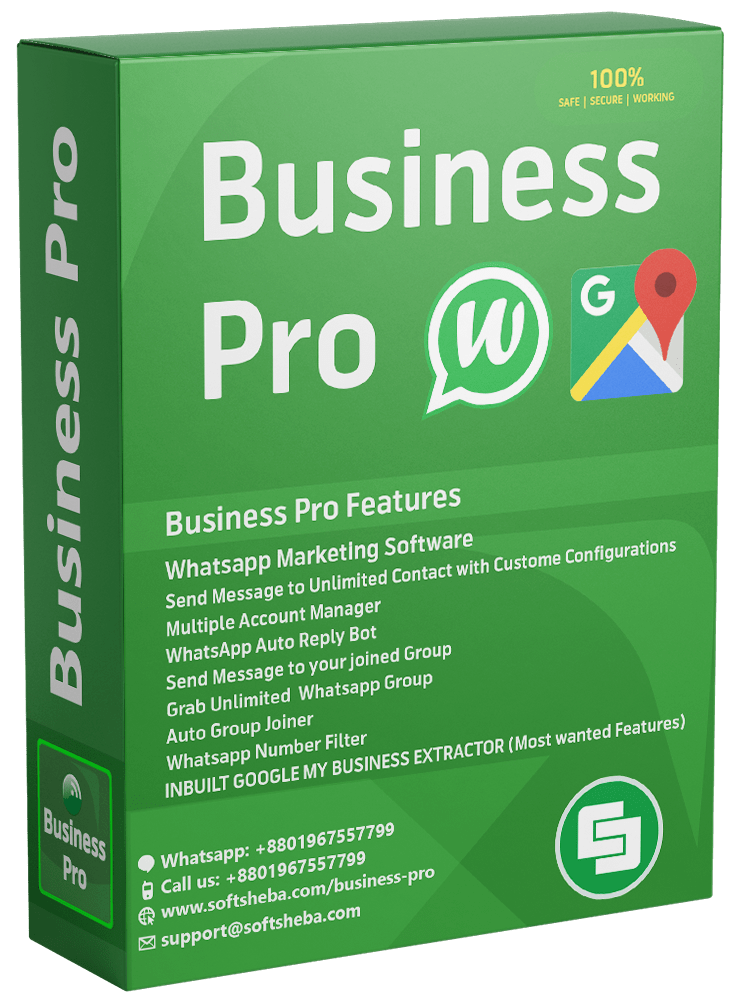 100%
SAFE | SECURE | WORKING
Business
Pro
W
G
Business Pro Features
Whatsapp MarketIng Software
Send Message to Unlimited Contact with Custome Configurations
Multiple Account Manager
WhatsApp Auto Reply Bot
Send Message to your joined Group
Grab Unlimited Whatsapp Group
Auto Group Joiner
Whatsapp Number Filter
INBUILT GOOGLE MY BUSINESS EXTRACTOR (Most wanted Features)
Whatsapp: +8801967557799
Call us: +8801967557799
www.softsheba.com/business-pro
support@softsheba.com
Business Pro
Business
Pro